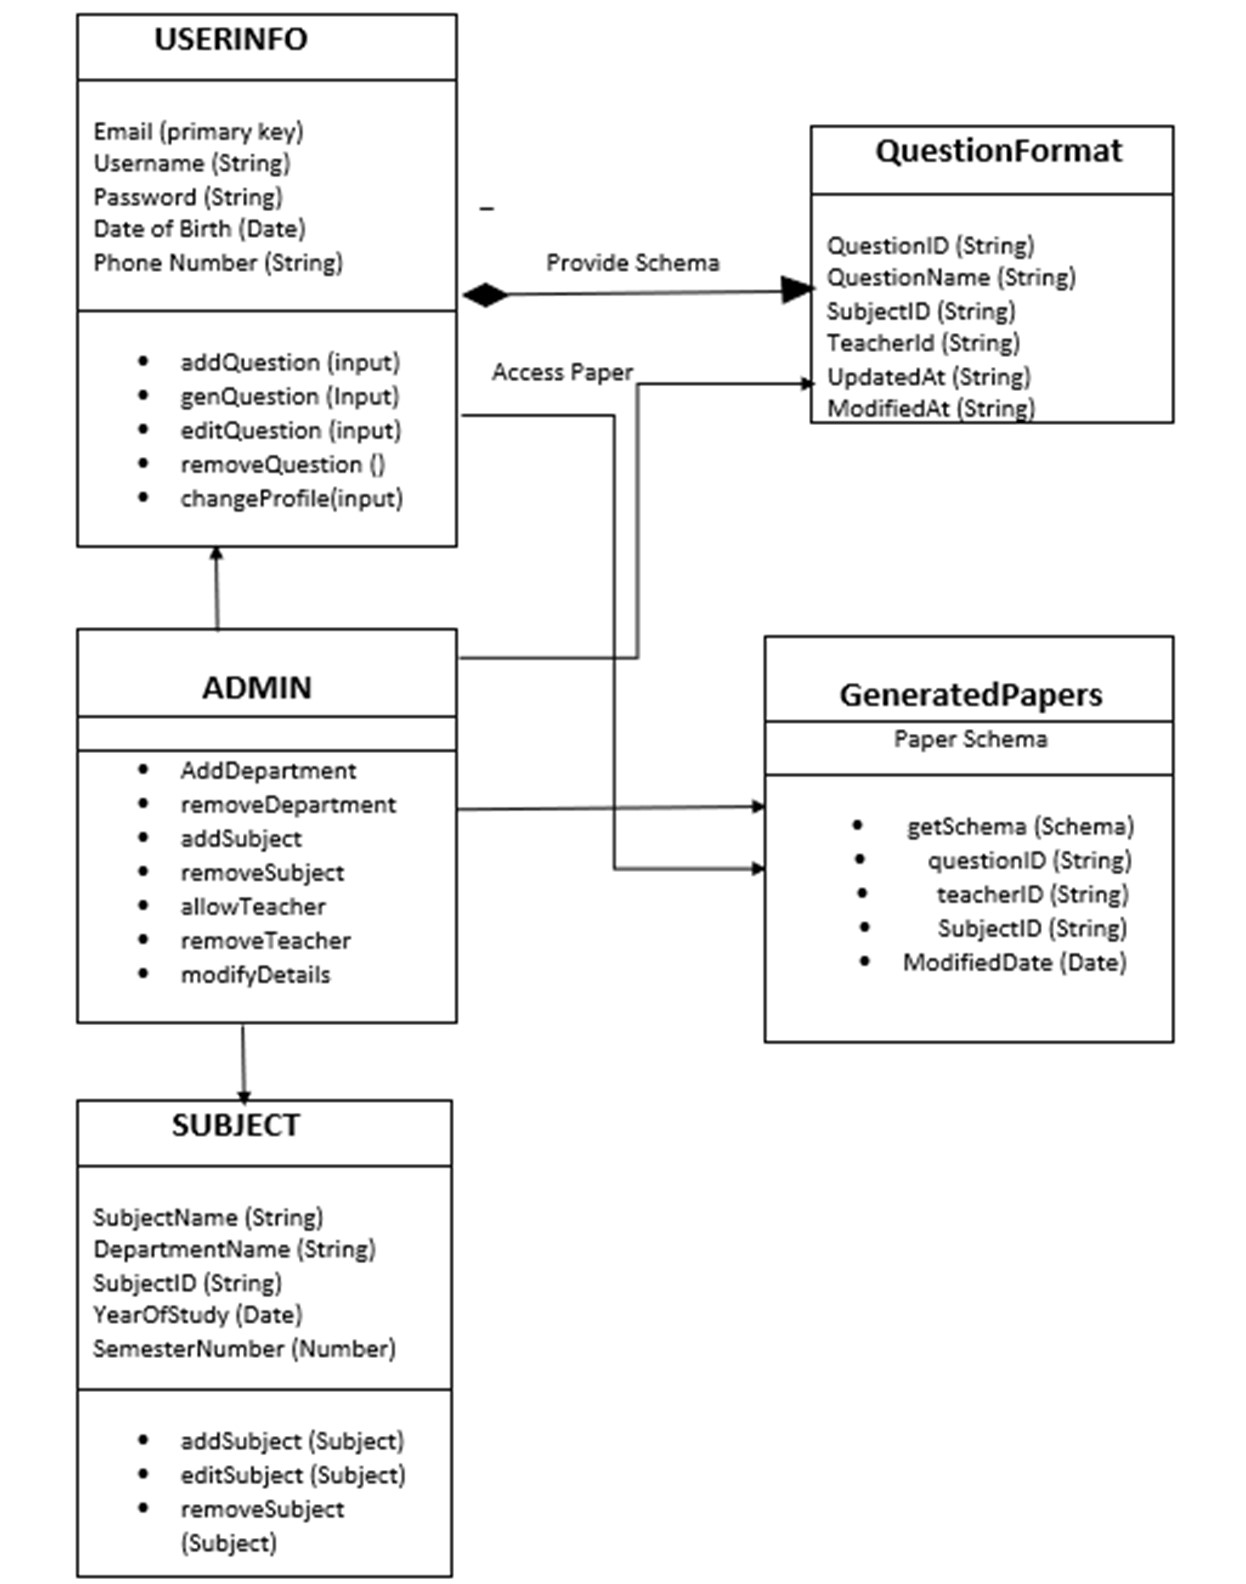 USERINFO
Email (primary key)
Username (String)
Password (String)
Date of Birth (Date)
Phone Number (String)
• addQuestion (input)
• genQuestion (Input)
• editQuestion (input)
• removeQuestion ()
• changeProfile(input)
–
Provide Schema
Access Paper
QuestionFormat
QuestionID (String)
QuestionName (String)
SubjectID (String)
TeacherId (String)
UpdatedAt (String)
ModifiedAt (String)
ADMIN
• AddDepartment
• removeDepartment
• addSubject
• removeSubject
• allowTeacher
• removeTeacher
• modifyDetails
GeneratedPapers
Paper Schema
• getSchema (Schema)
• questionID (String)
• teacherID (String)
• SubjectID (String)
• ModifiedDate (Date)
SUBJECT
SubjectName (String)
DepartmentName (String)
SubjectID (String)
YearOfStudy (Date)
SemesterNumber (Number)
• addSubject (Subject)
• editSubject (Subject)
• removeSubject
(Subject)